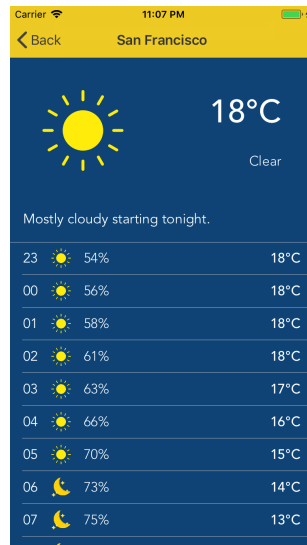 Carrier 11:07 PM
Back San Francisco
18°C
Clear
Mostly cloudy starting tonight.
23 54% 18°C
00 56% 18°C
01 58% 18°C
02 61% 18°C
03 63% 17°C
04 66% 16°C
05 70% 15°C
06 73% 14°C
07 75% 13°C